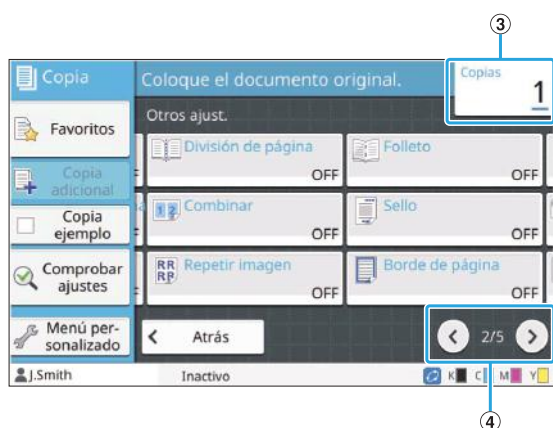 ③
Copia
Coloque el documento original.
Copias
1
Favoritos
Otros ajust.
División de página
OFF
Folleto
OFF
Copia
adicional
Copia
ejemplo
Combinar
OFF
Sello
OFF
Comprobar
ajustes
RR
RP
Repetir imagen
OFF
Borde de página
OFF
Menú per-
sonalizado
Atrás
2/5
J.Smith
Inactivo
K C M Y
④